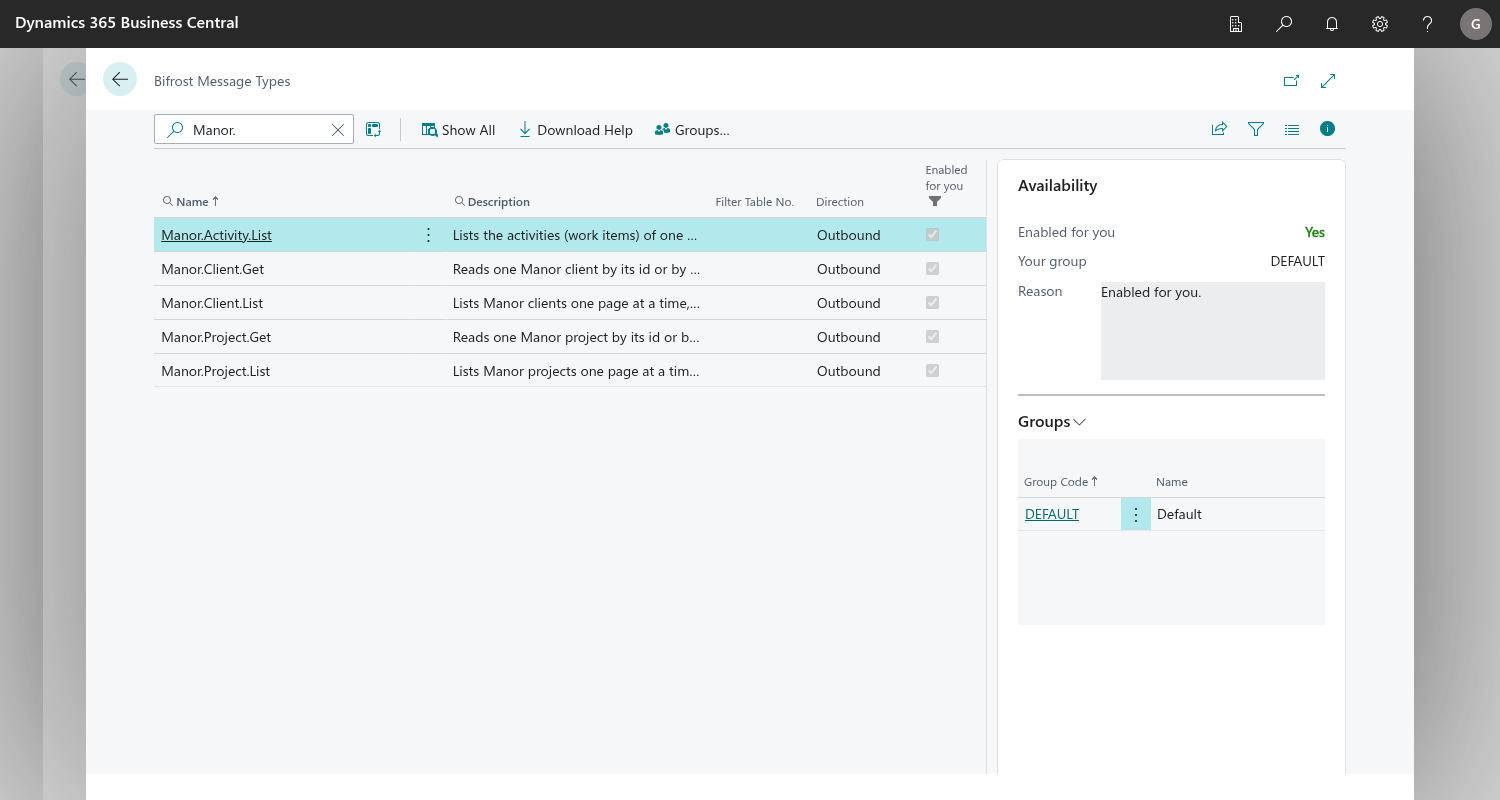 Dynamics 365 Business Central
G
Bifrost Message Types
Manor.
Show All
Download Help
Groups...
Name ↑
Description
Filter Table No.
Direction
Enabled
for you
Manor.Activity.List
Lists the activities (work items) of one ...
Outbound
Manor.Client.Get
Reads one Manor client by its id or by ...
Outbound
Manor.Client.List
Lists Manor clients one page at a time,...
Outbound
Manor.Project.Get
Reads one Manor project by its id or b...
Outbound
Manor.Project.List
Lists Manor projects one page at a tim...
Outbound
Availability
Enabled for you
Yes
Your group
DEFAULT
Reason
Enabled for you.
Groups
Group Code ↑
Name
DEFAULT
Default